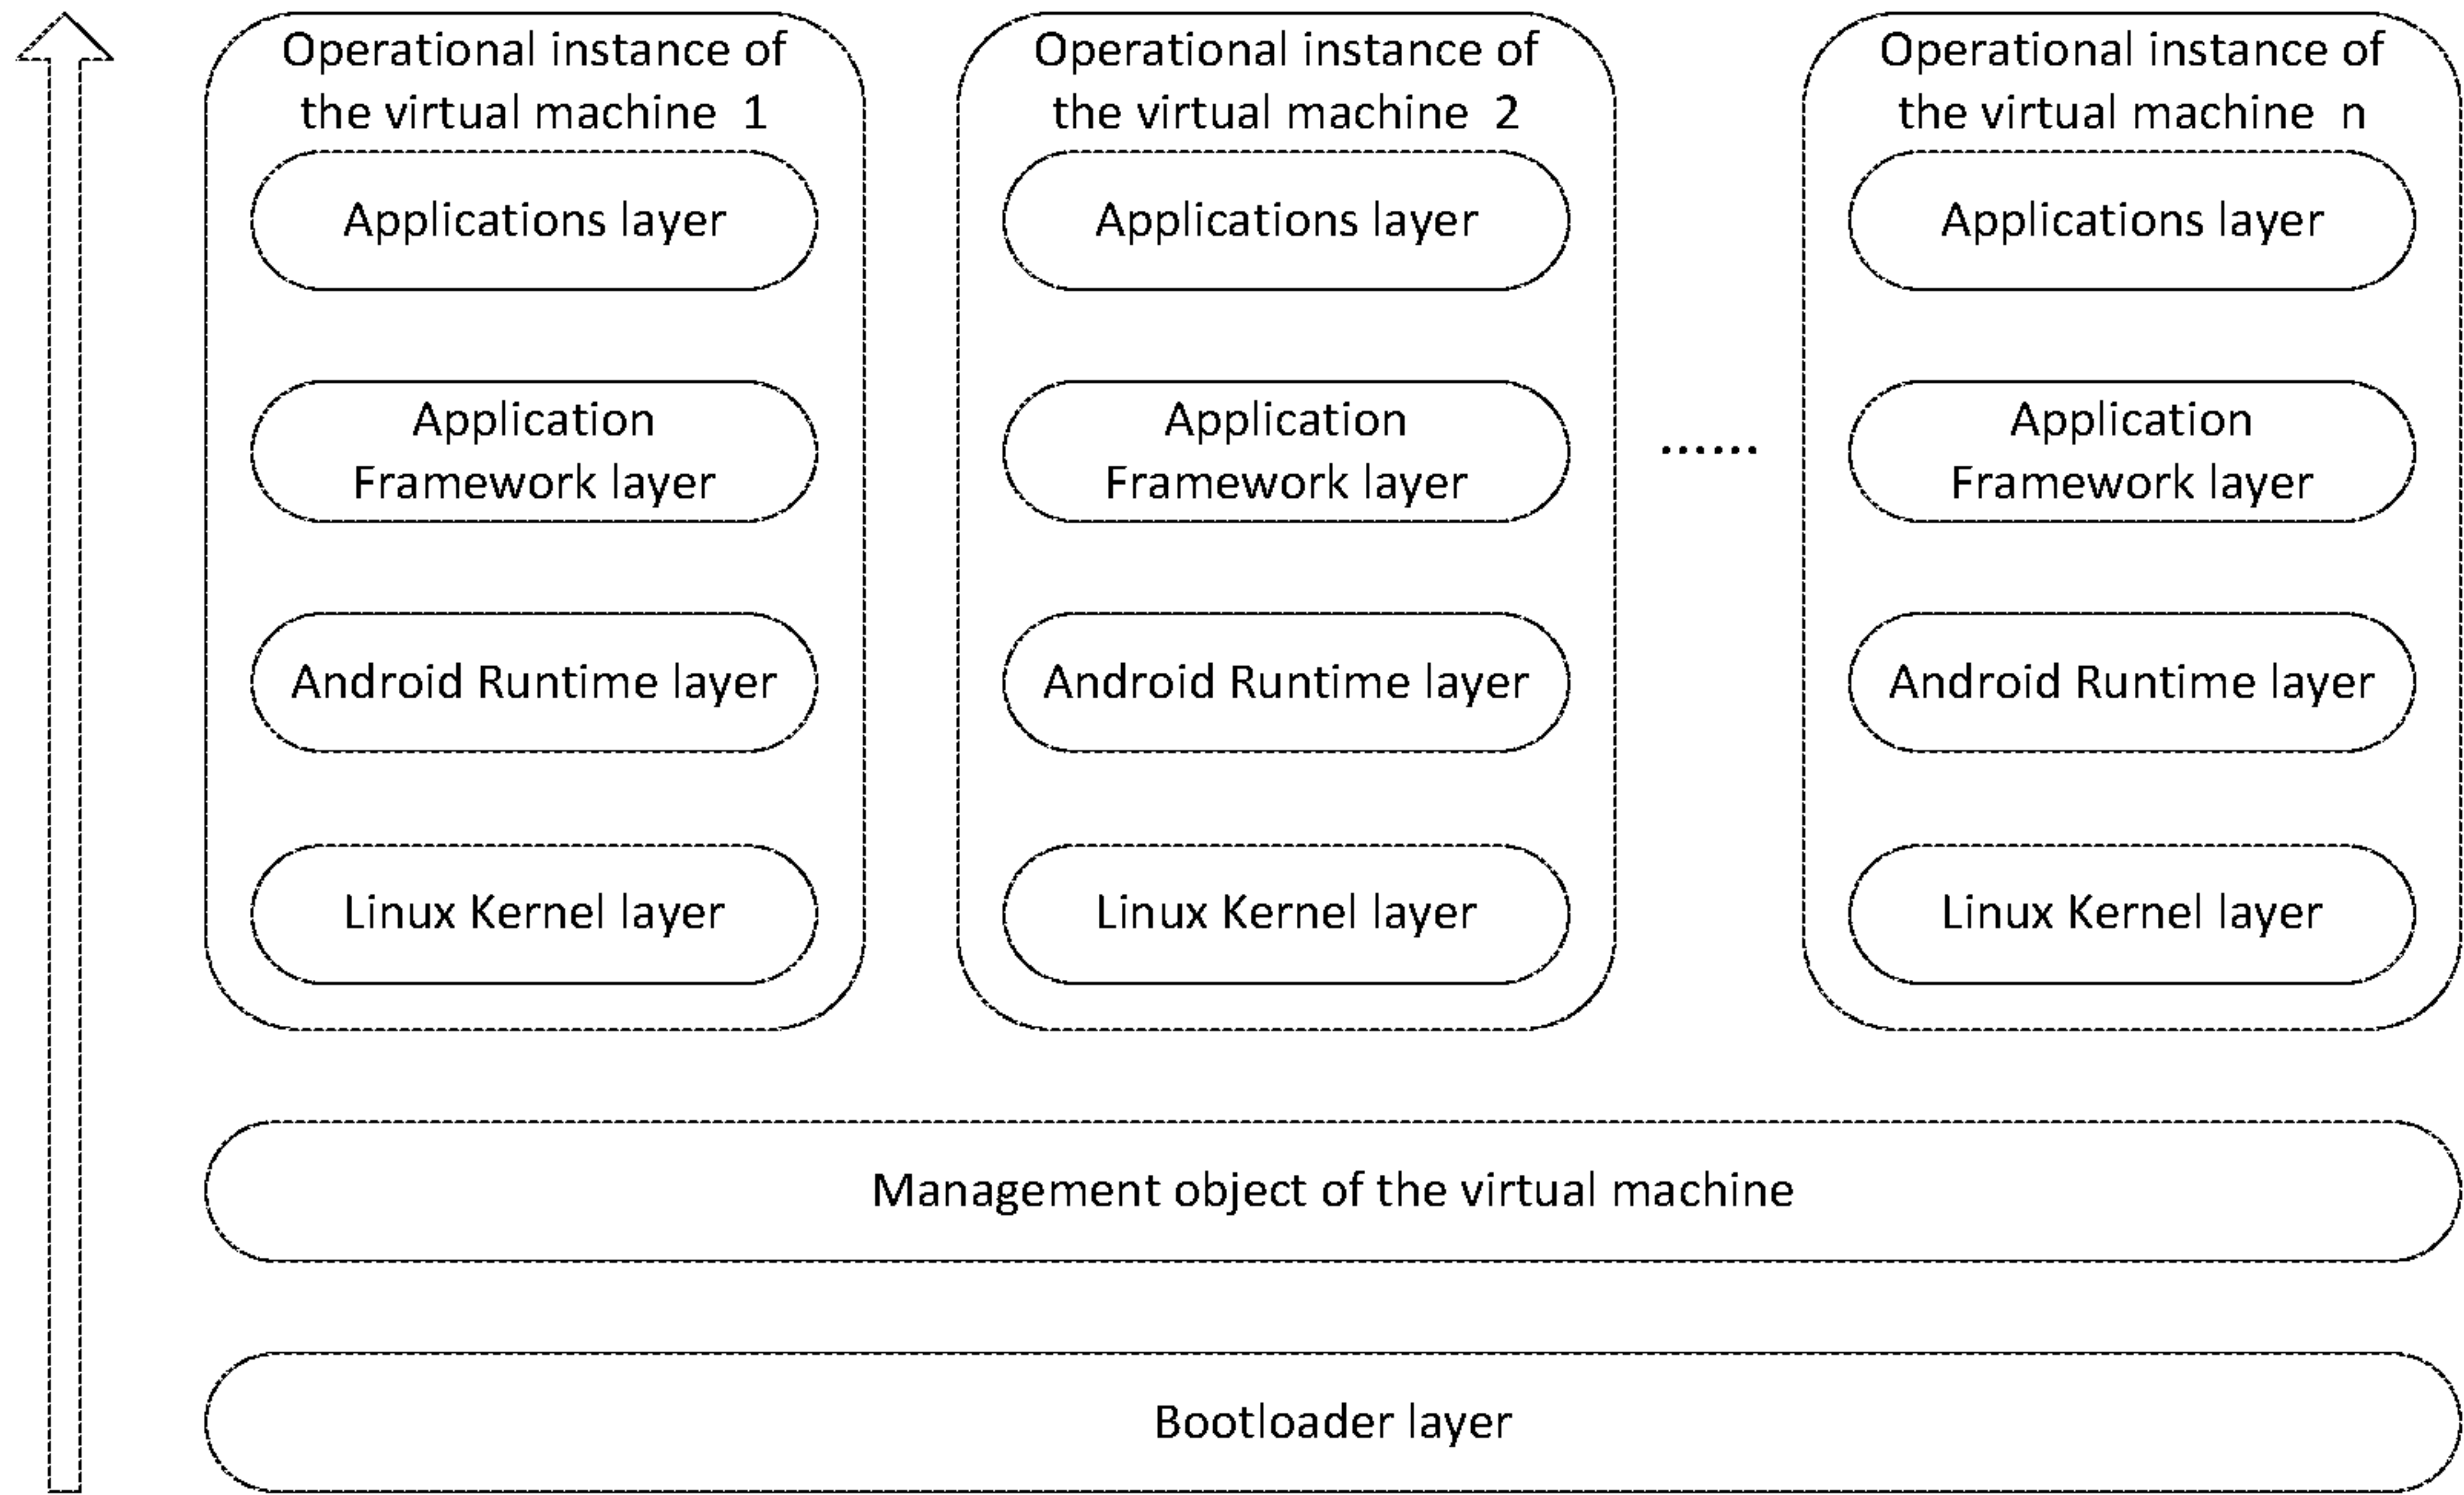 Operational instance of
the virtual machine 1
Applications layer
Application
Framework layer
Android Runtime layer
Linux Kernel layer
Operational instance of
the virtual machine 2
Applications layer
Application
Framework layer
Android Runtime layer
Linux Kernel layer
......
Operational instance of
the virtual machine n
Applications layer
Application
Framework layer
Android Runtime layer
Linux Kernel layer
Management object of the virtual machine
Bootloader layer